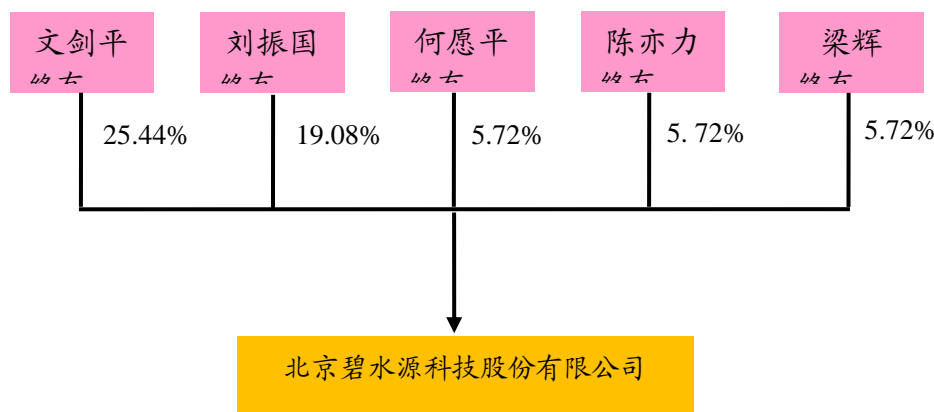 文剑平
刘振国
何愿平
陈亦力
梁辉
25.44%
19.08%
5.72%
5. 72%
5.72%
北京碧水源科技股份有限公司